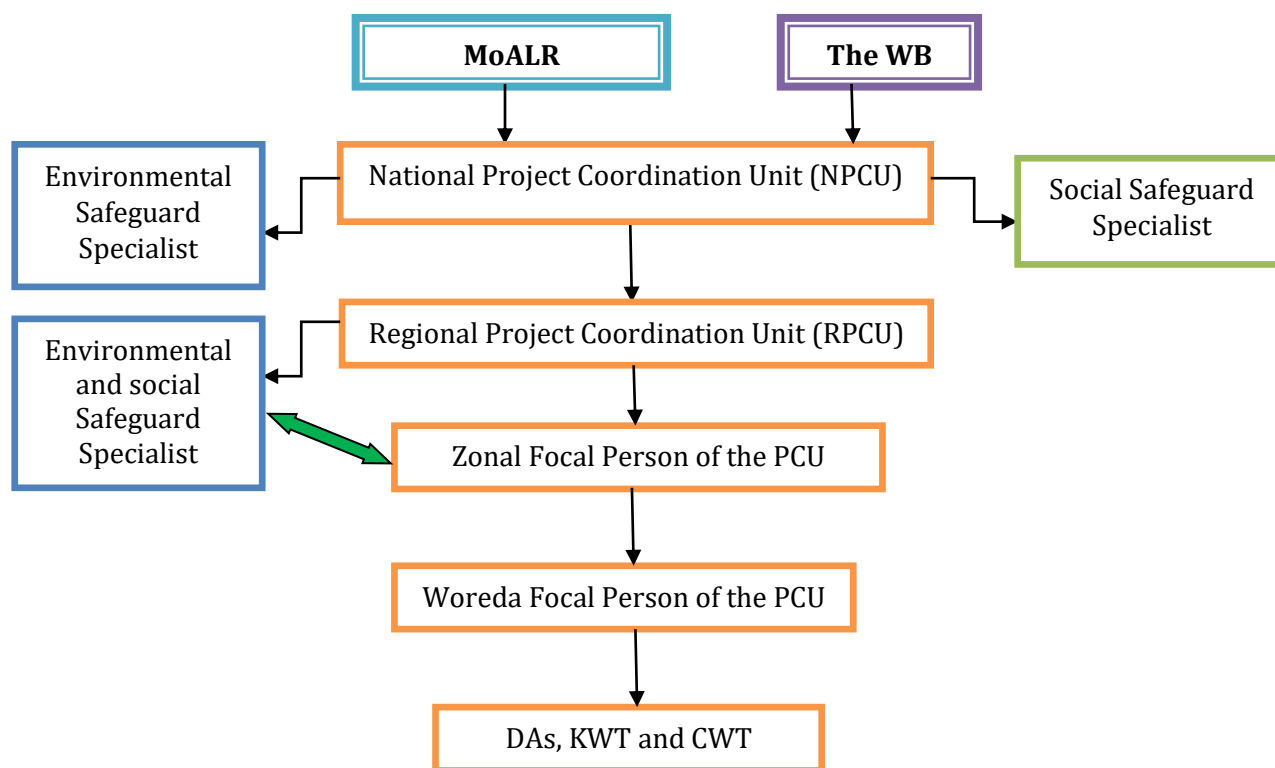 MoALR
The WB
Environmental
Safeguard
Specialist
National Project Coordination Unit (NPCU)
Social Safeguard
Specialist
Environmental
and social
Safeguard
Specialist
Regional Project Coordination Unit (RPCU)
Zonal Focal Person of the PCU
Woreda Focal Person of the PCU
DAs, KWT and CWT